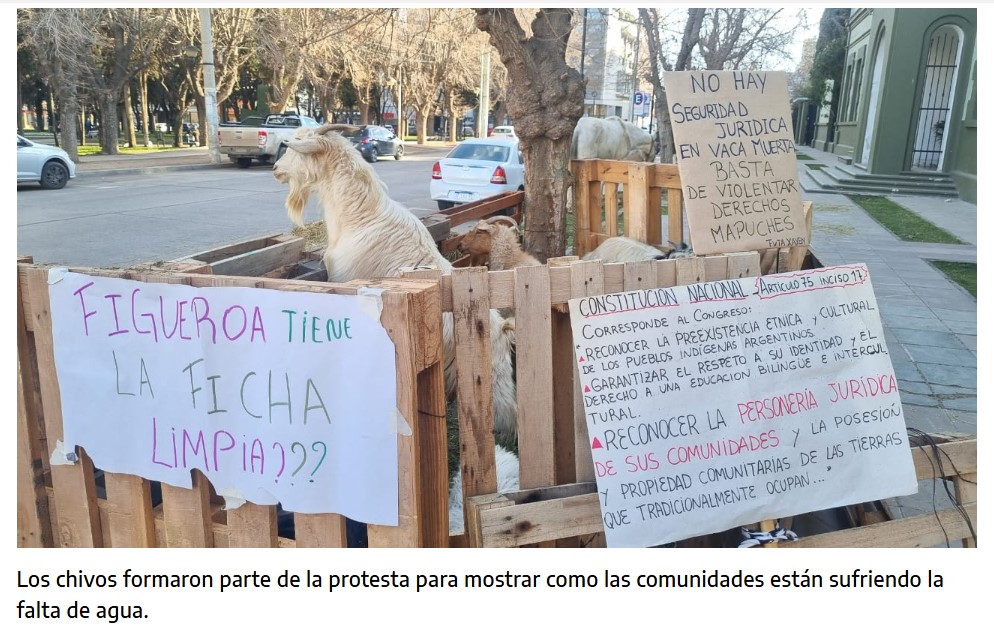 FIGUEROA TIENE
LA FICHA
LIMPIA???
NO HAY
SEGURIDAD
JURIDICA
EN VACA MUERTA
BASTA
DE VIOLENTAR
DERECHOS
MAPUCHES
CONSTITUCIÓN NACIONAL (ARTICULO 75 INCISO 17)
CORRESPONDE AL CONGRESO:
"RECONOCER LA PREEXISTENCIA ETNICA Y CULTURAL
DE LOS PUEBLOS INDÍGENAS ARGENTINOS.
GARANTIZAR EL RESPETO A SU IDENTIDAD Y EL
DERECHO A UNA EDUCACION BILINGÜE E INTERCUL
TURAL.
RECONOCER LA PERSONERÍA JURÍDICA
DE SUS COMUNIDADES Y LA POSESIÓN
Y PROPIEDAD COMUNITARIAS DE LAS TIERRAS
QUE TRADICIONALMENTE OCUPAN..."
Los chivos formaron parte de la protesta para mostrar como las comunidades están sufriendo la
falta de agua.